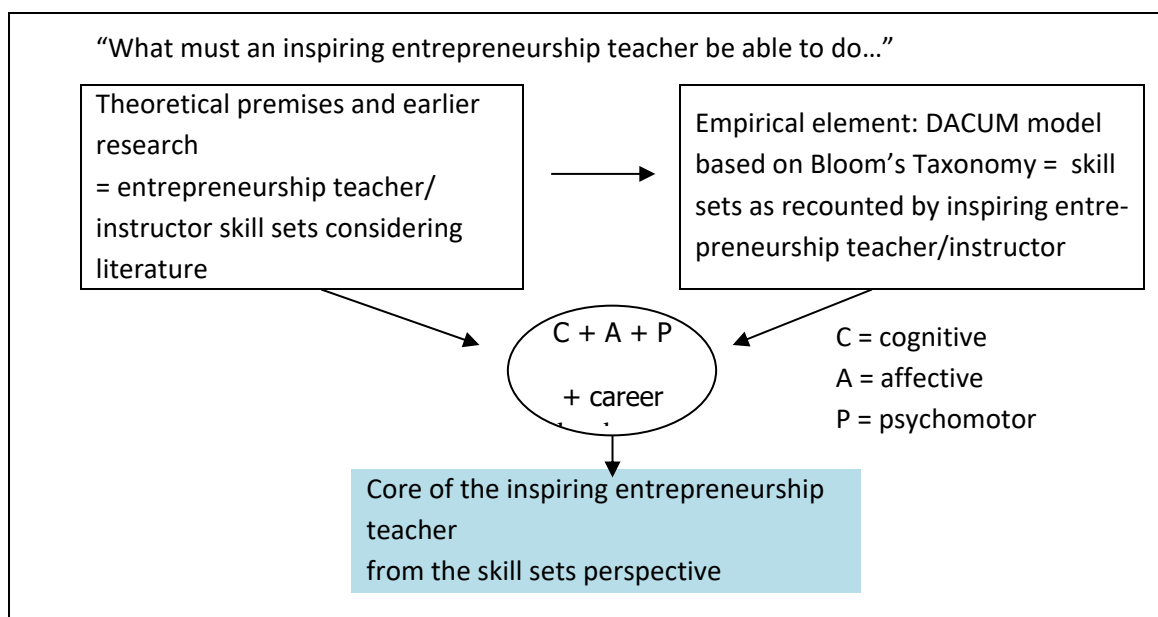 “What must an inspiring entrepreneurship teacher be able to do…”
Theoretical premises and earlier
research
= entrepreneurship teacher/
instructor skill sets considering
literature
Empirical element: DACUM model
based on Bloom’s Taxonomy = skill
sets as recounted by inspiring entre-
preneurship teacher/instructor
C + A + P
+ career
C = cognitive
A = affective
P = psychomotor
Core of the inspiring entrepreneurship
teacher
from the skill sets perspective